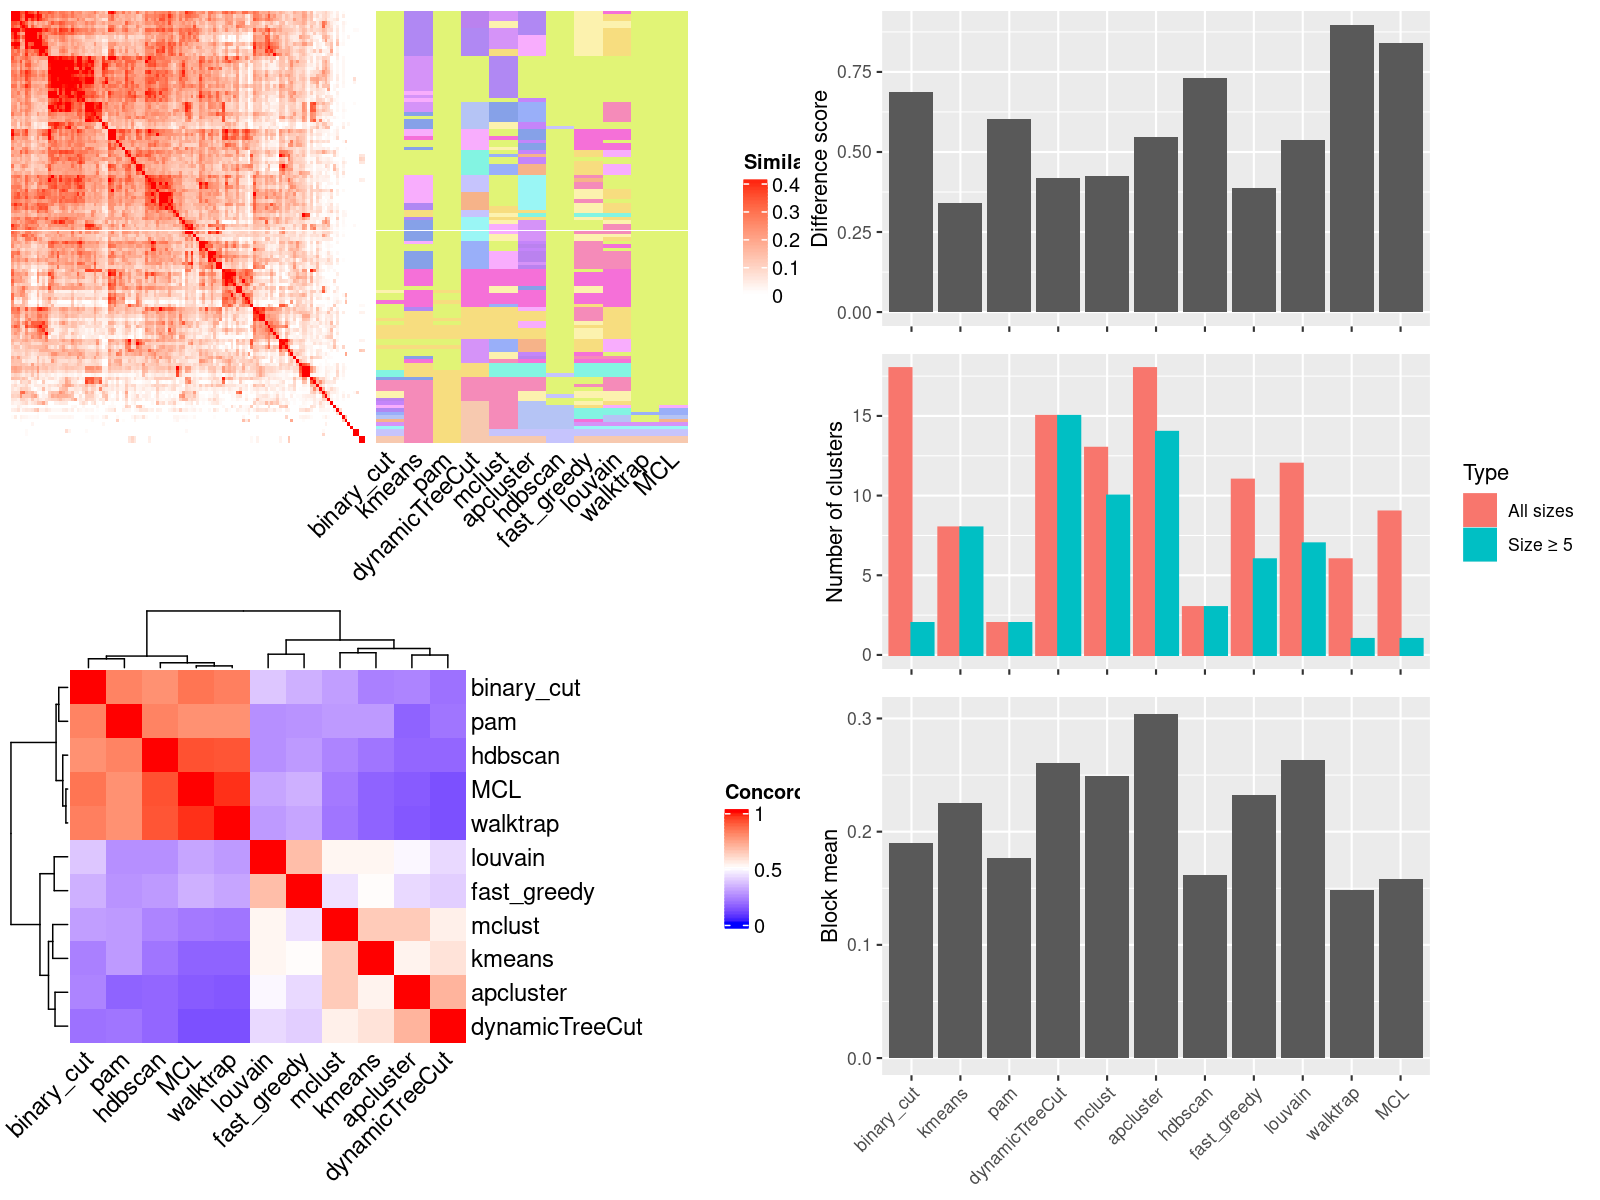 Simila
0.4
0.3
0.2
0.1
0
binary_cut
kmeans
pam
dynamicTreeCut
mclust
apcluster
hdbscan
fast_greedy
louvain
walktrap
MCL
binary_cut
pam
hdbscan
MCL
walktrap
louvain
fast_greedy
mclust
kmeans
apcluster
dynamicTreeCut
binary_cut
pam
hdbscan
MCL
walktrap
louvain
fast_greedy
mclust
kmeans
apcluster
dynamicTreeCut
Concord
1
0.5
0
Difference score
0.75
0.50
0.25
0.00
Number of clusters
15
10
5
0
Type
All sizes
Size ≥ 5
Block mean
0.3
0.2
0.1
0.0
binary_cut
kmeans
pam
dynamicTreeCut
mclust
apcluster
hdbscan
fast_greedy
louvain
walktrap
MCL